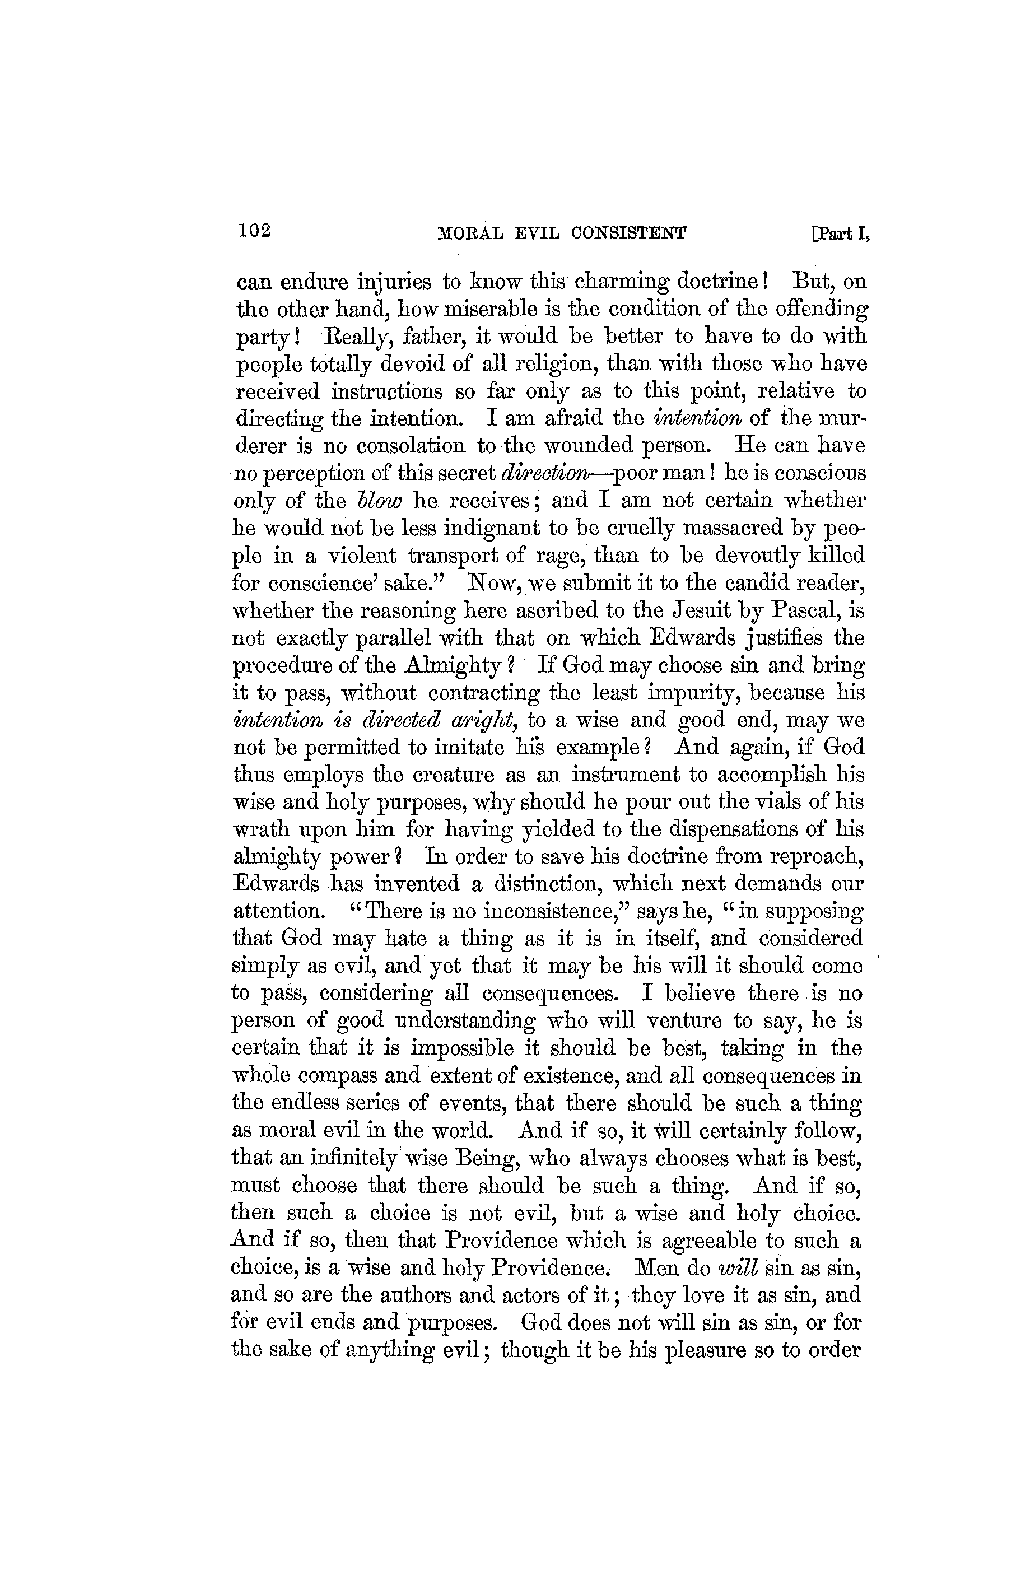 102 MORAL EVIL CONSISTENT [Part I,
can endure injuries to know this charming doctrine! But, on
the other hand, how miserable is the condition of the offending
party! Really, father, it would be better to have to do with
people totally devoid of all religion, than with those who have
received instructions so far only as to this point, relative to
directing the intention. I am afraid the intention of the mur-
derer is no consolation to the wounded person. He can have
no perception of this secret direction—poor man! he is conscious
only of the blow he receives; and I am not certain whether
he would not be less indignant to be cruelly massacred by peo-
ple in a violent transport of rage, than to be devoutly killed
for conscience' sake." Now, we submit it to the candid reader,
whether the reasoning here ascribed to the Jesuit by Pascal, is
not exactly parallel with that on which Edwards justifies the
procedure of the Almighty? If God may choose sin and bring
it to pass, without contracting the least impurity, because his
intention is directed aright, to a wise and good end, may we
not be permitted to imitate his example? And again, if God
thus employs the creature as an instrument to accomplish his
wise and holy purposes, why should he pour out the vials of his
wrath upon him for having yielded to the dispensations of his
almighty power? In order to save his doctrine from reproach,
Edwards has invented a distinction, which next demands our
attention. "There is no inconsistence," says he, "in supposing
that God may hate a thing as it is in itself, and considered
simply as evil, and yet that it may be his will it should come
to pass, considering all consequences. I believe there is no
person of good understanding who will venture to say, he is
certain that it is impossible it should be best, taking in the
whole compass and extent of existence, and all consequences in
the endless series of events, that there should be such a thing
as moral evil in the world. And if so, it will certainly follow,
that an infinitely wise Being, who always chooses what is best,
must choose that there should be such a thing. And if so,
then such a choice is not evil, but a wise and holy choice.
And if so, then that Providence which is agreeable to such a
choice, is a wise and holy Providence. Men do will sin as sin,
and so are the authors and actors of it; they love it as sin, and
for evil ends and purposes. God does not will sin as sin, or for
the sake of anything evil; though it be his pleasure so to order